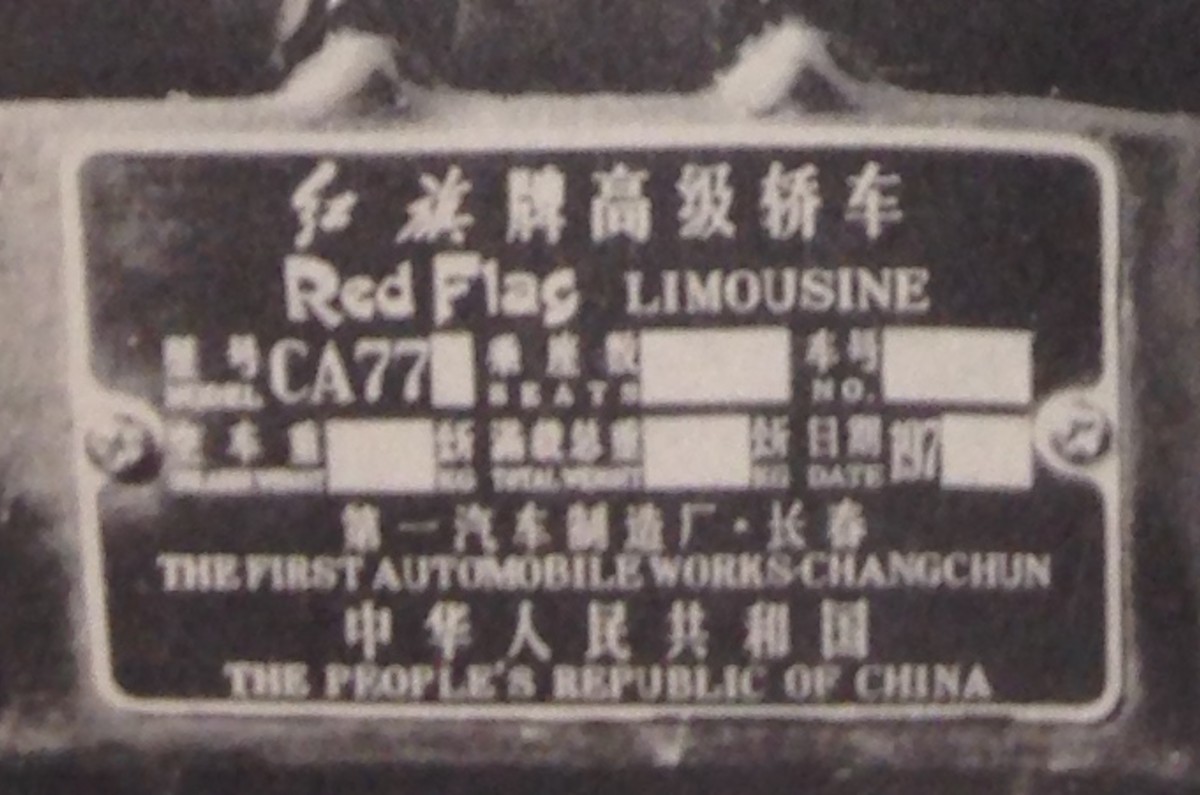 红旗牌高级轿车
Red Flag LIMOUSINE
型号 CA77 乘座数 车号
MODEL SEATS NO.
车重 公斤 满载总重 公斤 日期 197
KG TOTAL WEIGHT KG DATE
第一汽车制造厂·长春
THE FIRST AUTOMOBILE WORKS·CHANGCHUN
中华人民共和国
THE PEOPLE'S REPUBLIC OF CHINA